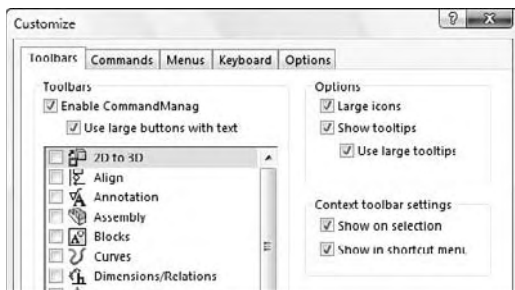 Customize
Toolbars Commands Menus Keyboard Options
Toolbars
Enable CommandManag
Use large buttons with text
2D to 3D
Align
Annotation
Assembly
Blocks
Curves
Dimensions/Relations
Options
Large icons
Show tooltips
Use large tooltips
Context toolbar settings
Show on selection
Show in shortcut menu